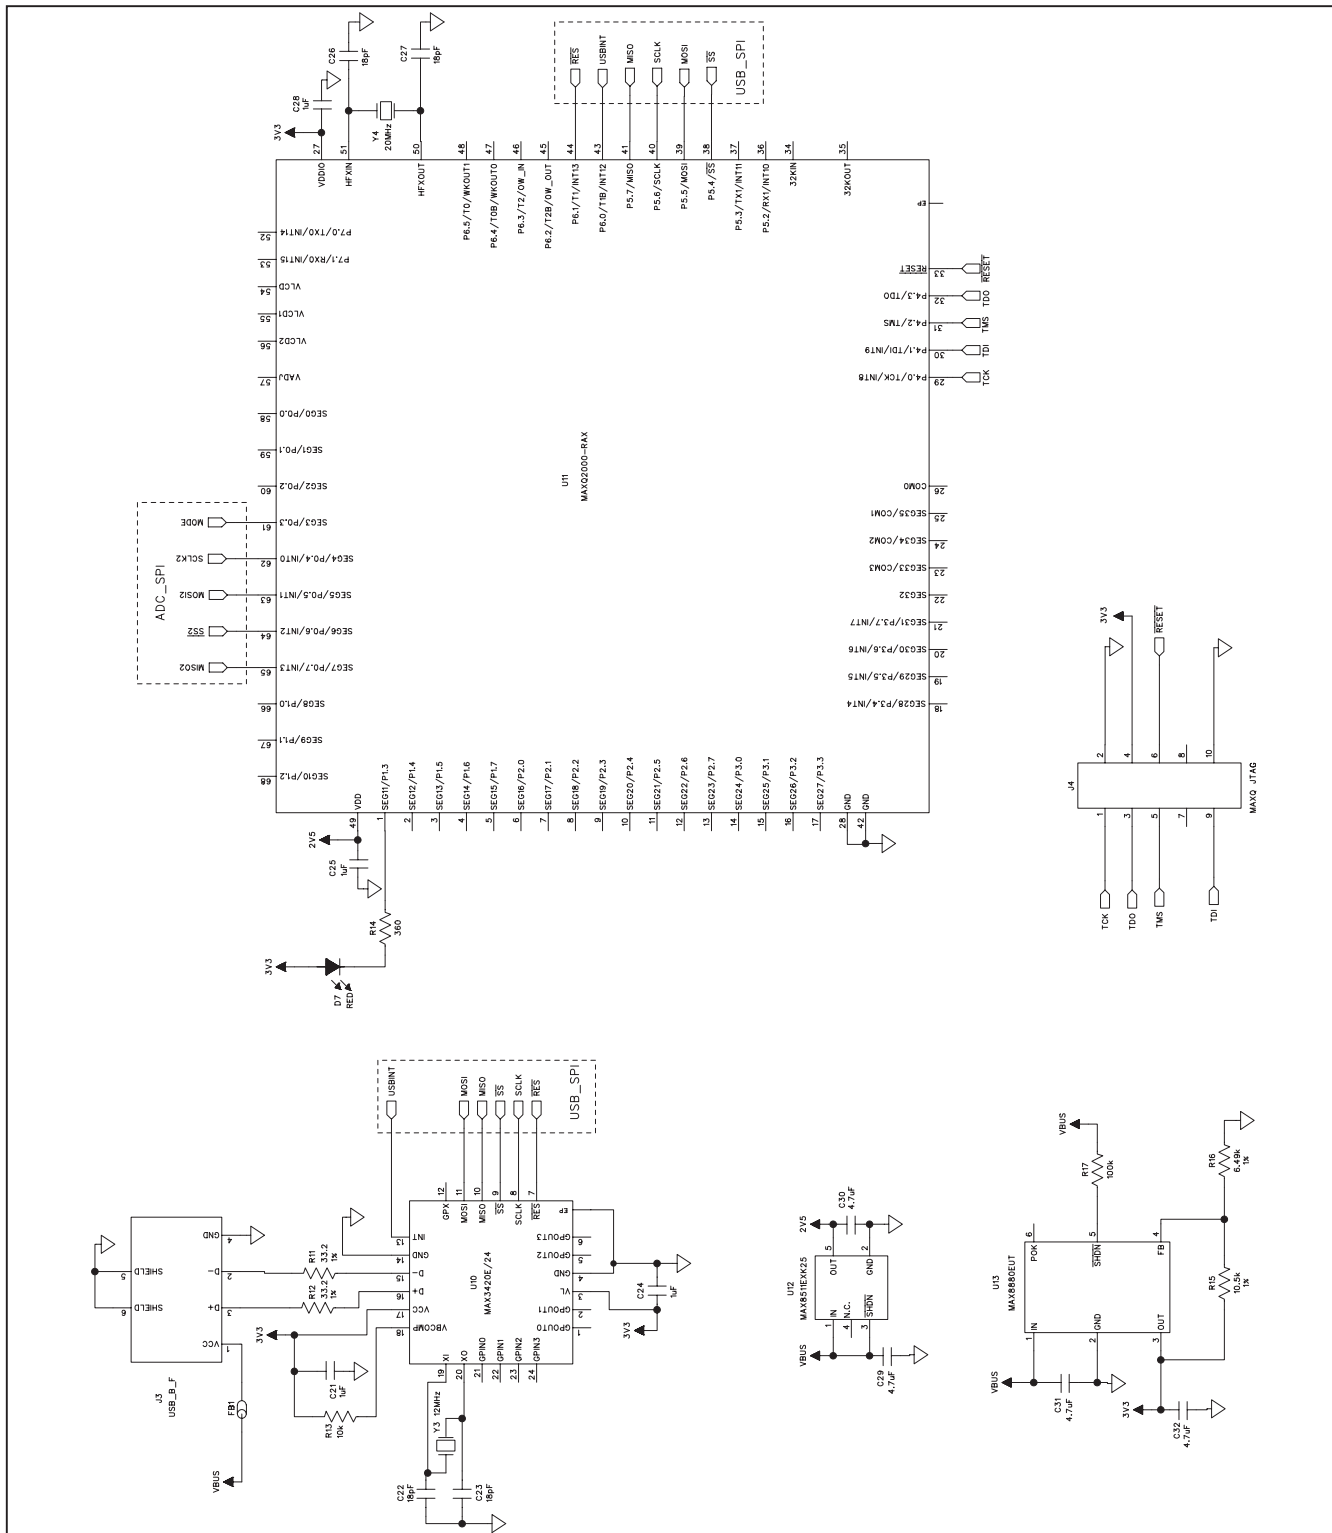 C26
18pF
C27
18pF
C28
1uF
3V3
Y4
20MHz
RES
USBINT
MISO
SCLK
MOSI
SS
USB_SPI
27
51
50
48
47
46
45
44
43
41
40
39
38
37
36
34
35
VDDIO
HFXIN
HFXOUT
P6.5/T0/WKOUT1
P6.4/T0B/WKOUT0
P6.3/T2/OW_IN
P6.2/T2B/OW_OUT
P6.1/T1/INT13
P6.0/T1B/INT12
P5.7/MISO
P5.6/SCLK
P5.5/MOSI
P5.4/SS
P5.3/TX1/INT11
P5.2/RX1/INT10
32KIN
32KOUT
EP
52 P7.0/TX0/INT14
53 P7.1/RX0/INT15
54 VLCD
55 VLCD1
56 VLCD2
57 VADJ
58 SEG0/P0.0
59 SEG1/P0.1
60 SEG2/P0.2
61 SEG3/P0.3
62 SEG4/P0.4/INT0
63 SEG5/P0.5/INT1
64 SEG6/P0.6/INT2
65 SEG7/P0.7/INT3
66 SEG8/P1.0
67 SEG9/P1.1
68 SEG10/P1.2
ADC_SPI
MODE
SCLK2
MOSI2
SS2
MISO2
U11
MAXQ2000-RAX
RESET 33 RESET
P4.3/TDO 32 TDO
P4.2/TMS 31 TMS
P4.1/TDI/INT9 30 TDI
P4.0/TCK/INT8 29 TCK
COM0 26
SEG35/COM1 25
SEG34/COM2 24
SEG33/COM3 23
SEG32 22
SEG31/P3.7/INT7 21
SEG30/P3.6/INT6 20
SEG29/P3.5/INT5 19
SEG28/P3.4/INT4 18
VDD
SEG11/P1.3
SEG12/P1.4
SEG13/P1.5
SEG14/P1.6
SEG15/P1.7
SEG16/P2.0
SEG17/P2.1
SEG18/P2.2
SEG19/P2.3
SEG20/P2.4
SEG21/P2.5
SEG22/P2.6
SEG23/P2.7
SEG24/P3.0
SEG25/P3.1
SEG26/P3.2
SEG27/P3.3
GND
GND
49
1
2
3
4
5
6
7
8
9
10
11
12
13
14
15
16
17
28
42
2V5
C25
1uF
R14
360
3V3
D7
RED
3V3
RESET
2
4
6
8
10
J4
MAXQ JTAG
1
3
5
7
9
TCK
TDO
TMS
TDI
J3
USB_B_F
SHIELD 5
SHIELD 6
GND 4
D- 2
D+ 3
VCC 1
FB1
VBUS
R11
33.2
1%
R12
33.2
1%
3V3
C21
1uF
R13
10k
USBINT
MOSI
MISO
SS
SCLK
RES
USB_SPI
12
11
10
9
8
7
GPX
MOSI
MISO
SS
SCLK
RES
13 INT
14 GND
15 D-
16 D+
17 VCC
18 VBCOMP
U10
MAX3420E/24
EP
GPOUT3 6
GPOUT2 5
GND 4
VL 3
GPOUT1 2
GPOUT0 1
XI
XO
GPIN0
GPIN1
GPIN2
GPIN3
19
20
21
22
23
24
C24
1uF
3V3
Y3 12MHz
C22
18pF
C23
18pF
2V5
C30
4.7uF
5
2
OUT
GND
U12
MAX8511EXK25
IN
N.C.
SHDN
1
4
3
VBUS
C29
4.7uF
VBUS
R17
100k
R16
6.49k
1%
R15
10.5k
1%
6
5
4
POK
SHDN
FB
U13
MAX8880EUT
IN
GND
OUT
1
2
3
VBUS
C31
4.7uF
3V3
C32
4.7uF